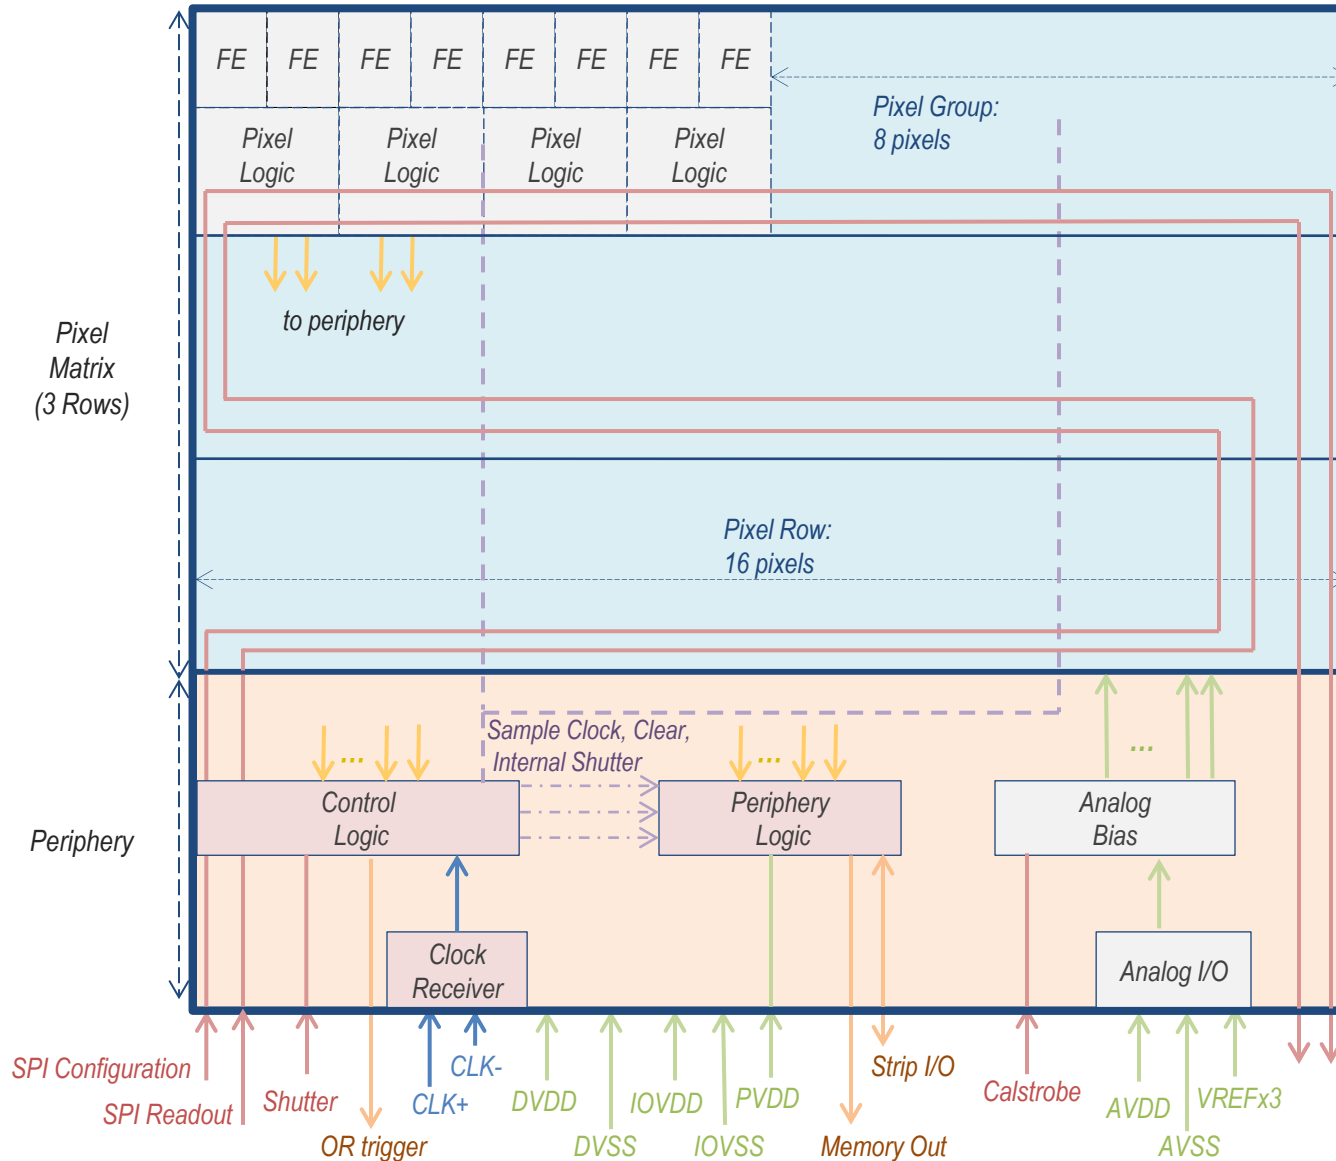 FE FE FE FE FE FE FE FE
Pixel Group:
8 pixels
Pixel Pixel Pixel Pixel
Logic Logic Logic Logic
to periphery
Pixel
Matrix
(3 Rows)
Pixel Row:
16 pixels
Sample Clock, Clear,
Internal Shutter
...
...
...
Control
Logic
Periphery
Logic
Analog
Bias
Periphery
Clock
Receiver
Analog I/O
SPI Configuration
SPI Readout
Shutter
OR trigger
CLK+
CLK-
DVDD
DVSS
IOVDD
IOVSS
PVDD
Memory Out
Strip I/O
Calstrobe
AVDD
AVSS
VREFx3